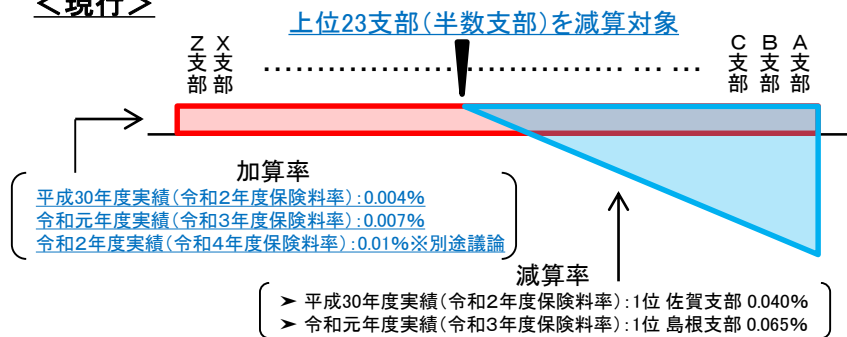 ＜現行＞
上位23支部(半数支部)を減算対象
Z支部
X支部
C支部
B支部
A支部
加算率
平成30年度実績(令和２年度保険料率):0.004%
令和元年度実績(令和３年度保険料率):0.007%
令和２年度実績(令和４年度保険料率):0.01%※別途議論
減算率
➤ 平成30年度実績(令和２年度保険料率):1位 佐賀支部 0.040%
➤ 令和元年度実績(令和３年度保険料率):1位 島根支部 0.065%